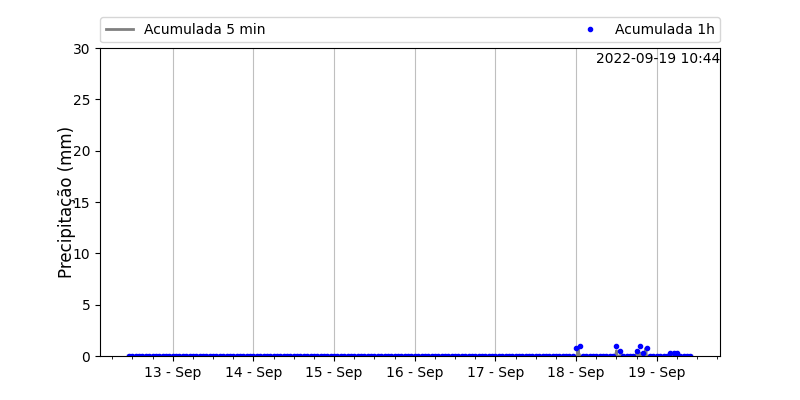 Acumulada 5 min
Acumulada 1h
2022-09-19 10:44
Precipitação (mm)
30
25
20
15
10
5
0
13 - Sep
14 - Sep
15 - Sep
16 - Sep
17 - Sep
18 - Sep
19 - Sep